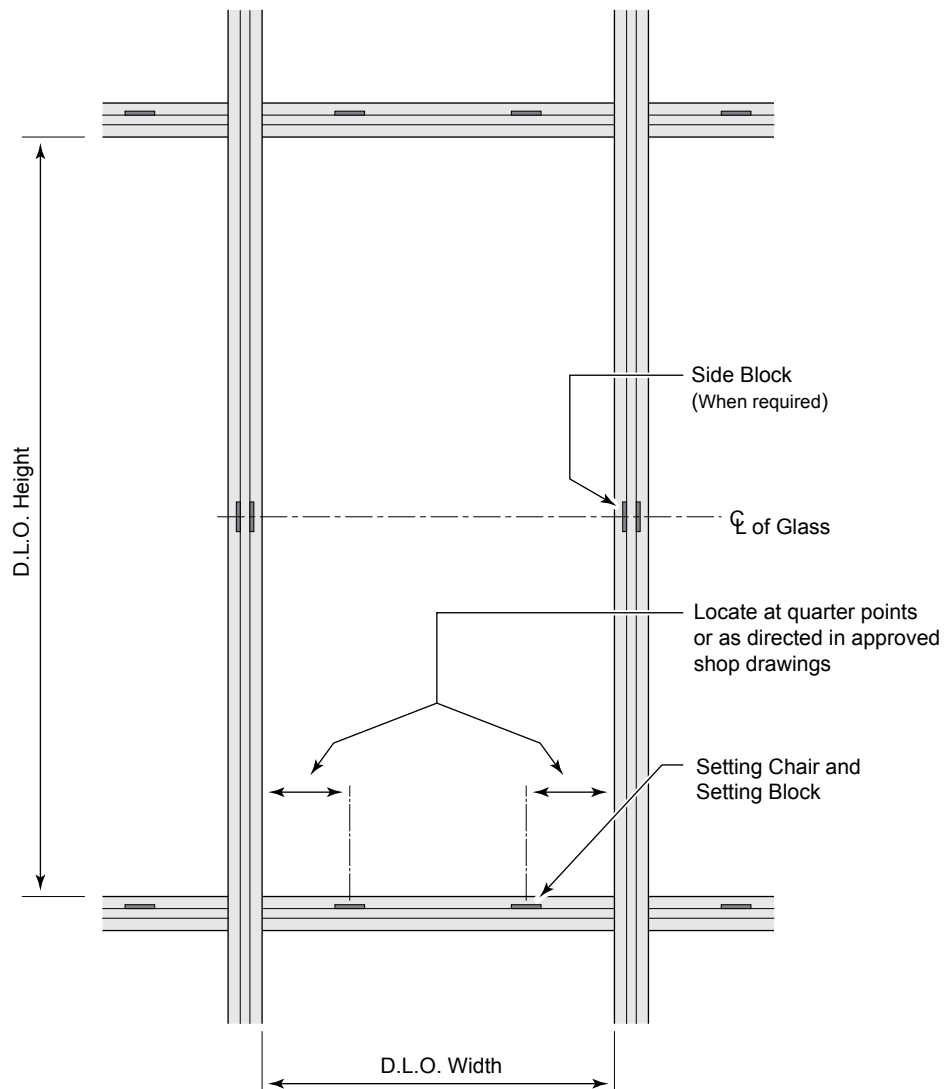 Side Block
(When required)
D.L.O. Height
℄ of Glass
Locate at quarter points
or as directed in approved
shop drawings
Setting Chair and
Setting Block
D.L.O. Width